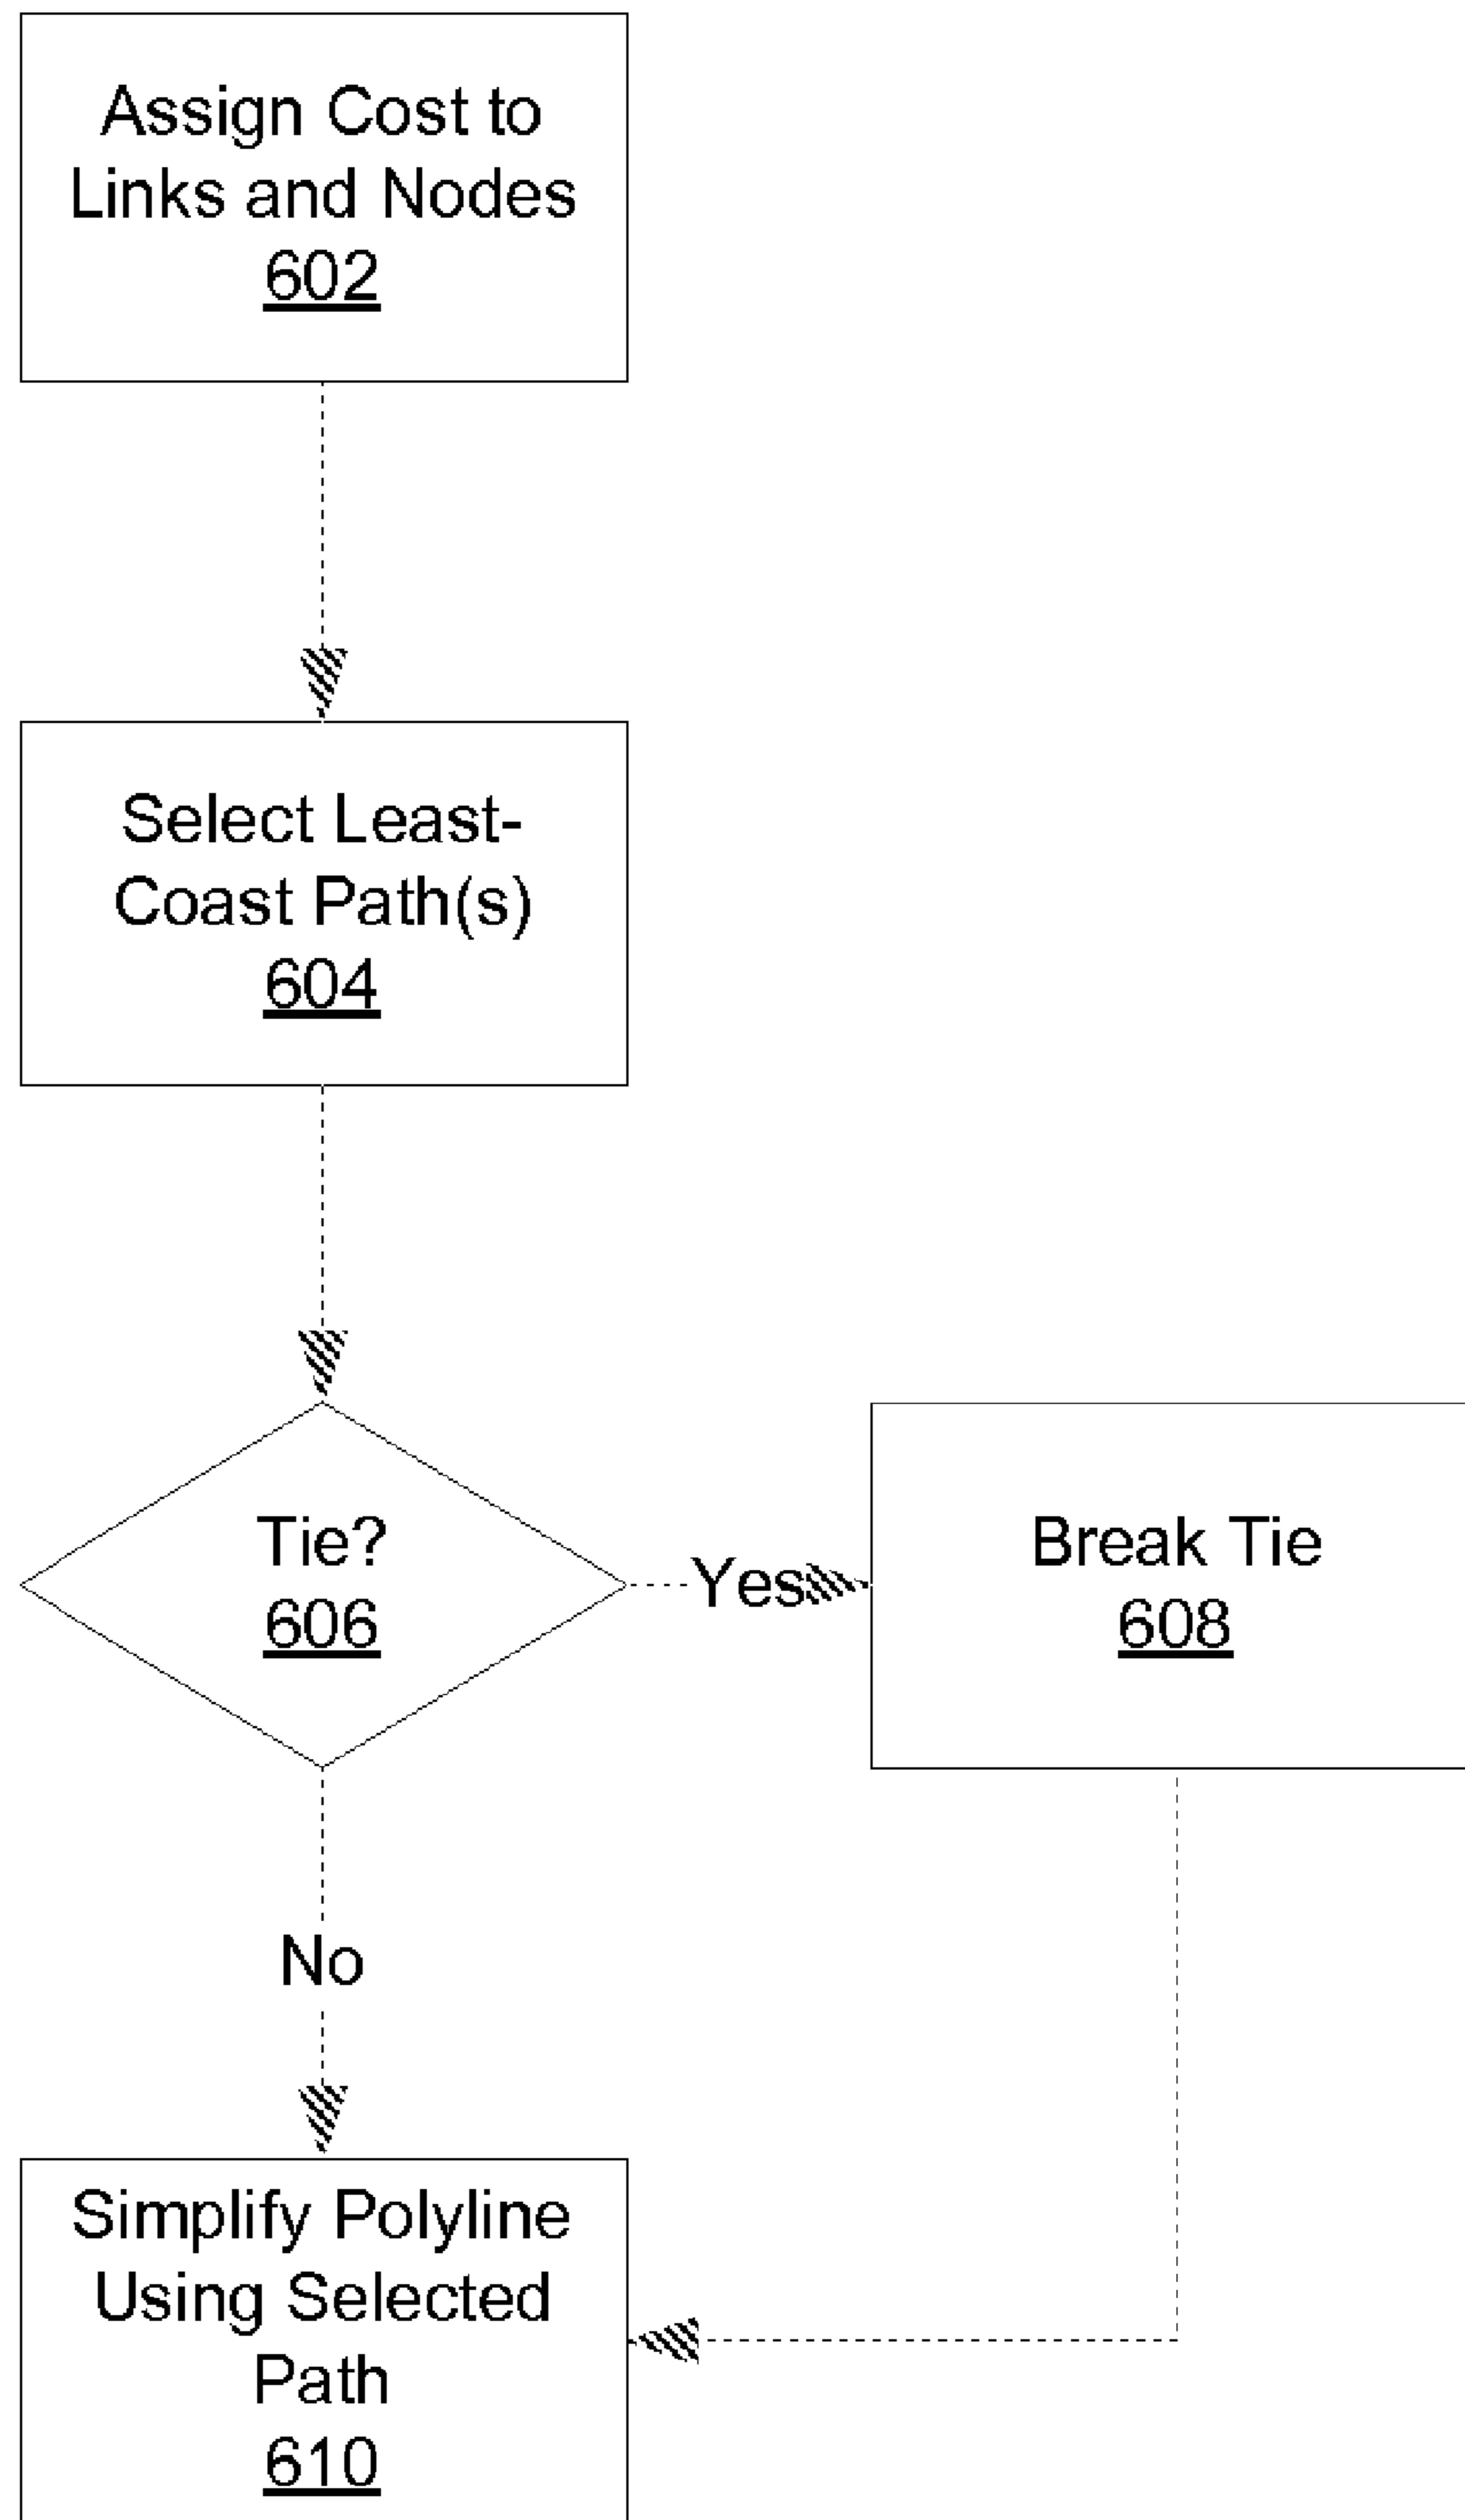 Assign Cost to
Links and Nodes
602
Select Least-
Coast Path(s)
604
Tie?
606
Yes
Break Tie
608
No
Simplify Polyline
Using Selected
Path
610